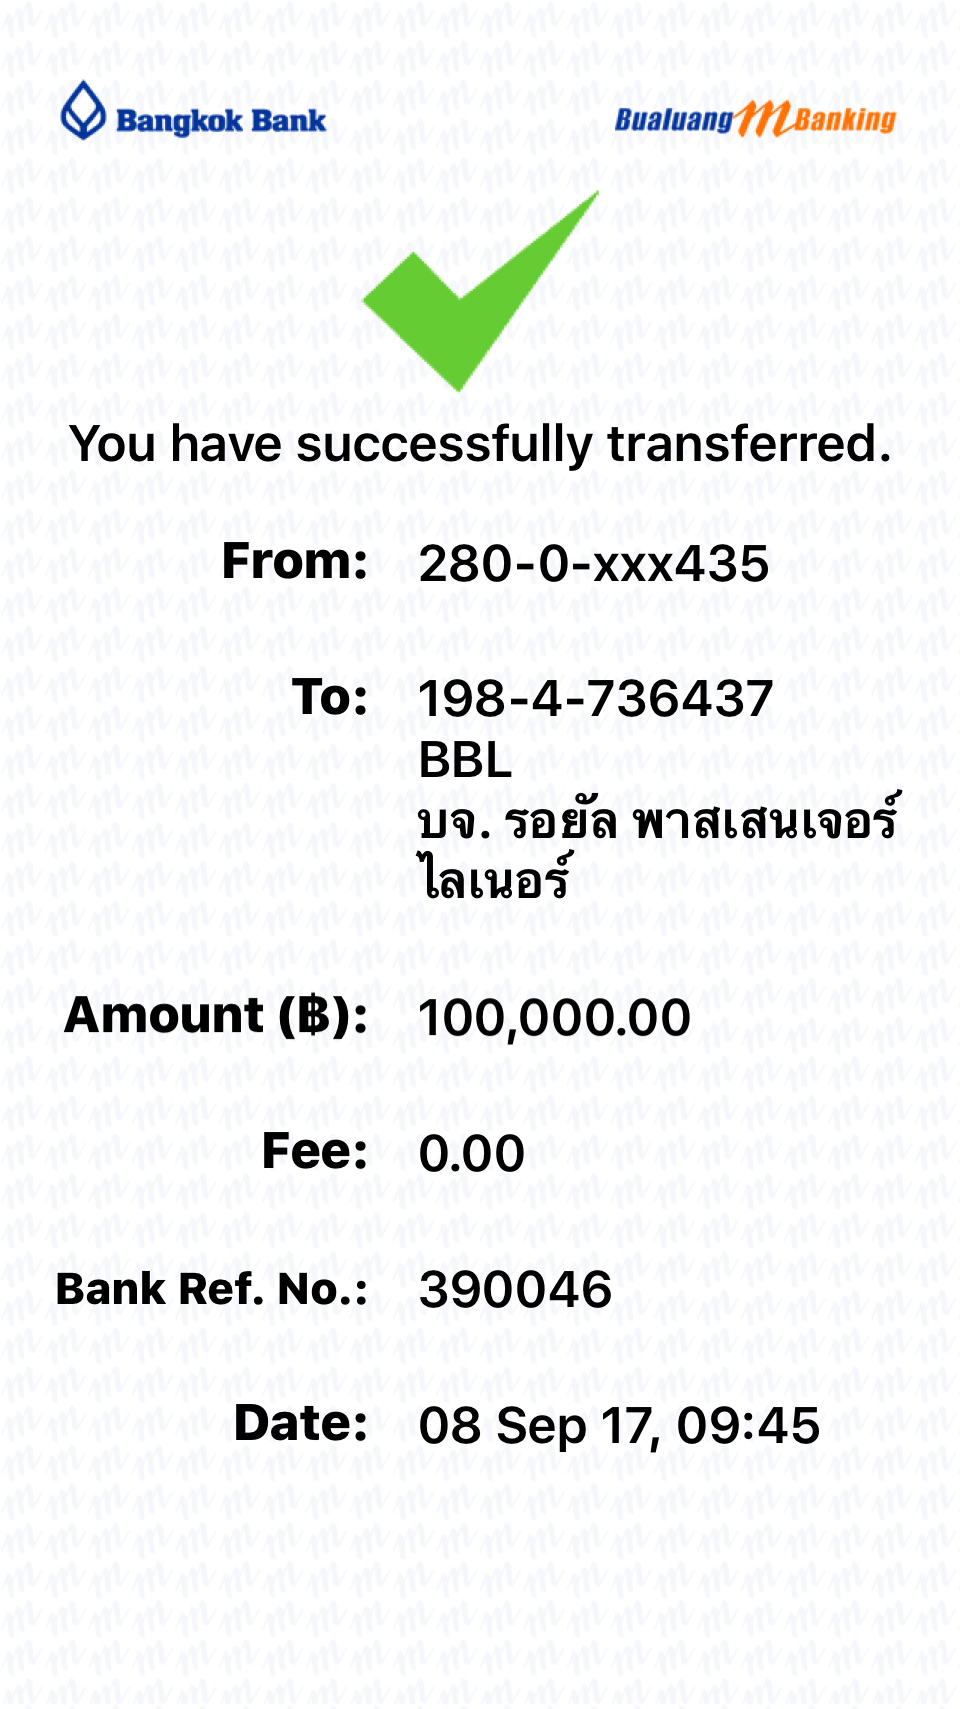 Bangkok Bank
Bualuang mBanking
You have successfully transferred.
From: 280-0-xxx435
To: 198-4-736437
BBL
บจ. รอยัล พาสเสนเจอร์
ไลเนอร์
Amount (฿): 100,000.00
Fee: 0.00
Bank Ref. No.: 390046
Date: 08 Sep 17, 09:45